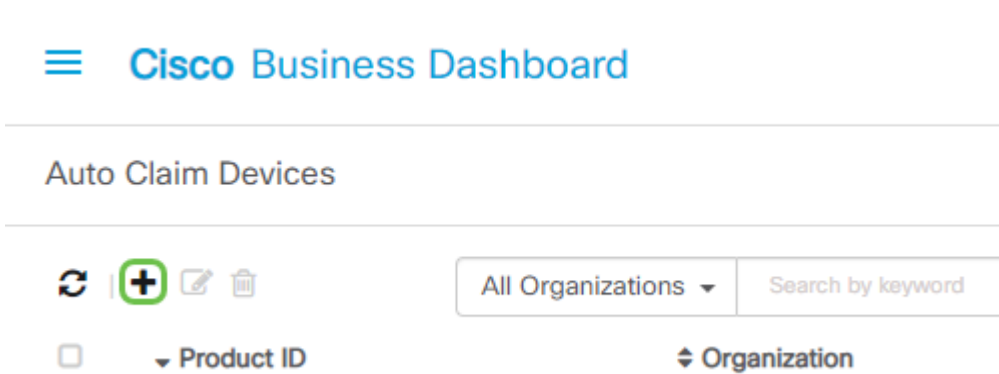 Cisco Business Dashboard
Auto Claim Devices
All Organizations Search by keyword
Product ID Organization